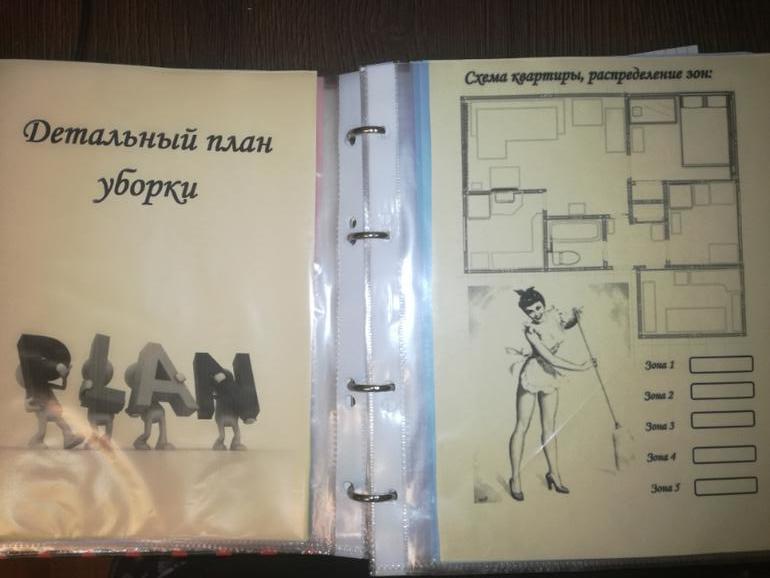 Детальный план
уборки
PLAN
Схема квартиры, распределение зон:
Зона 1
Зона 2
Зона 3
Зона 4
Зона 5